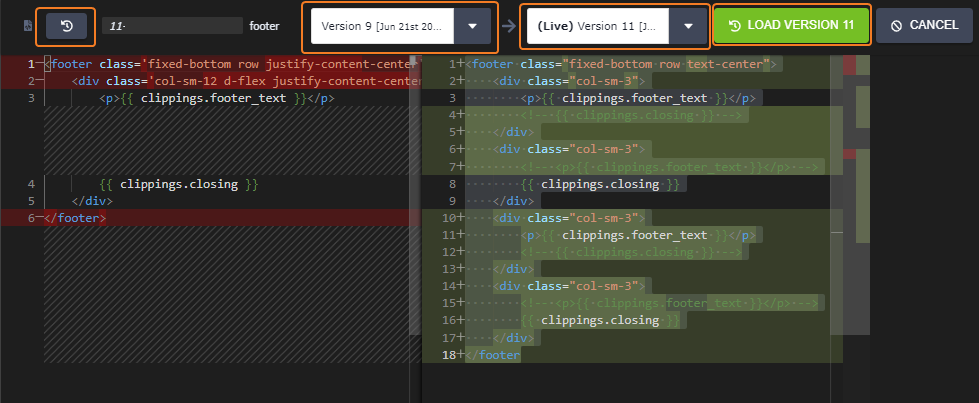 11· footer Version 9 [Jun 21st 20... (Live) Version 11 [J... LOAD VERSION 11 CANCEL
1 <footer class='fixed-bottom row justify-content-center
2 <div class='col-sm-12 d-flex justify-content-cente
3 <p>{{ clippings.footer_text }}</p>
4 {{ clippings.closing }}
5 </div>
6 </footer>
1 <footer class="fixed-bottom row text-center">
2 <div class="col-sm-3">
3 <p>{{ clippings.footer_text }}</p>
4 <!-- {{ clippings.closing }} -->
5 </div>
6 <div class="col-sm-3">
7 <!-- <p>{{ clippings.footer_text }}</p> -->
8 {{ clippings.closing }}
9 </div>
10 <div class="col-sm-3">
11 <p>{{ clippings.footer_text }}</p>
12 <!-- {{ clippings.closing }} -->
13 </div>
14 <div class="col-sm-3">
15 <!-- <p>{{ clippings.footer_text }}</p> -->
16 {{ clippings.closing }}
17 </div>
18 </footer